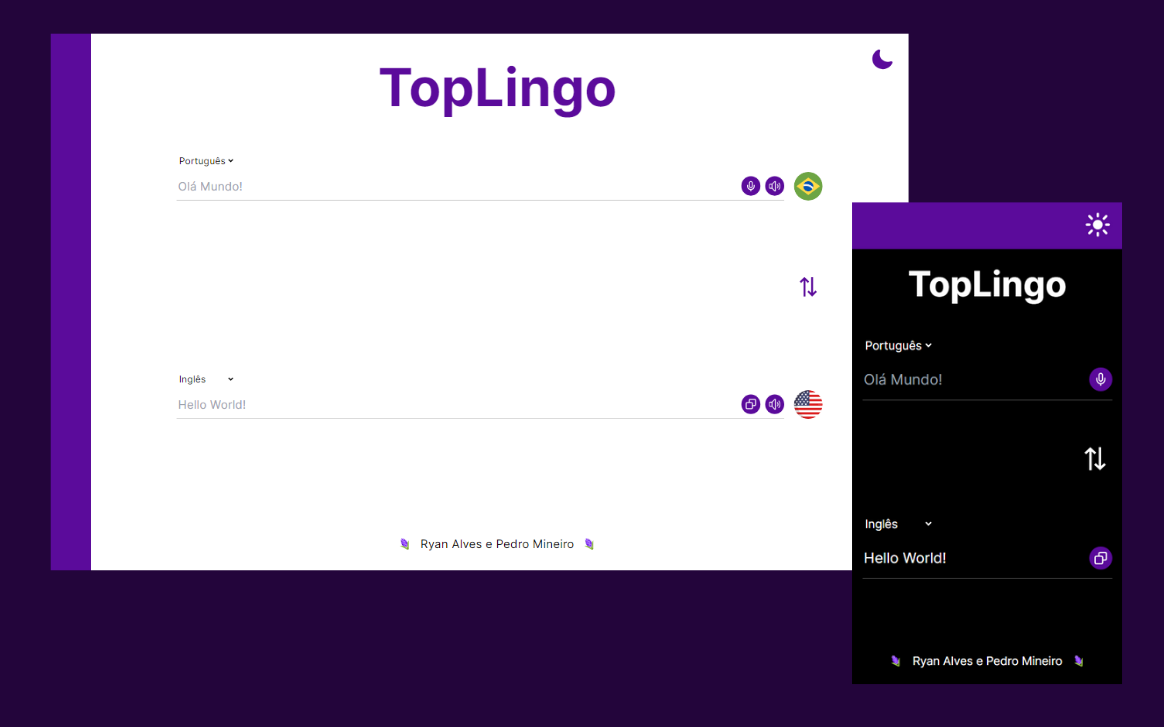 TopLingo
Português
Olá Mundo!
Inglês
Hello World!
Ryan Alves e Pedro Mineiro
TopLingo
Português
Olá Mundo!
Inglês
Hello World!
Ryan Alves e Pedro Mineiro